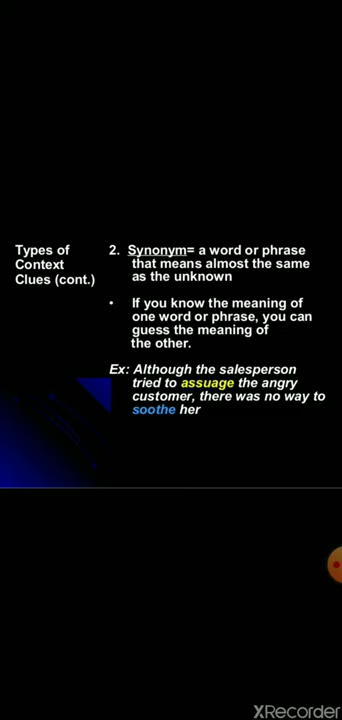 Types of
Context
Clues (cont.)
2. Synonym= a word or phrase
that means almost the same
as the unknown
• If you know the meaning of
one word or phrase, you can
guess the meaning of
the other.
Ex: Although the salesperson
tried to assuage the angry
customer, there was no way to
soothe her
XRecorder